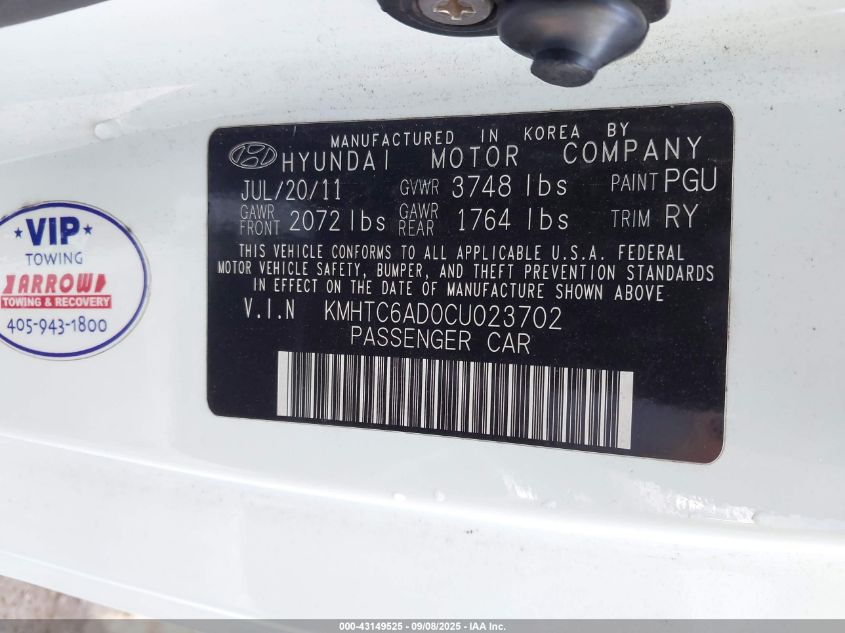 MANUFACTURED IN KOREA BY
HYUNDAI MOTOR COMPANY
JUL/20/11 GVWR 3748 lbs PAINT PGU
GAWR FRONT 2072 lbs GAWR REAR 1764 lbs TRIM RY
THIS VEHICLE CONFORMS TO ALL APPLICABLE U.S.A. FEDERAL
MOTOR VEHICLE SAFETY, BUMPER, AND THEFT PREVENTION STANDARDS
IN EFFECT ON THE DATE OF MANUFACTURE SHOWN ABOVE.
V.I.N KMHTC6AD0CU023702
PASSENGER CAR
VIP
TOWING
ARROW
TOWING & RECOVERY
405-943-1800
000-43149525 - 09/08/2025 - IAA Inc.